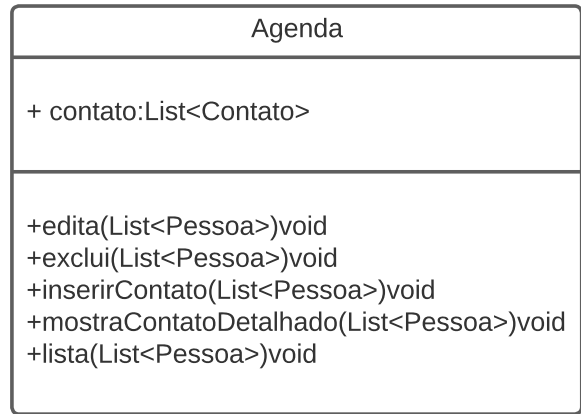 Agenda
+ contato:List<Contato>
+edita(List<Pessoa>)void
+exclui(List<Pessoa>)void
+inserirContato(List<Pessoa>)void
+mostraContatoDetalhado(List<Pessoa>)void
+lista(List<Pessoa>)void